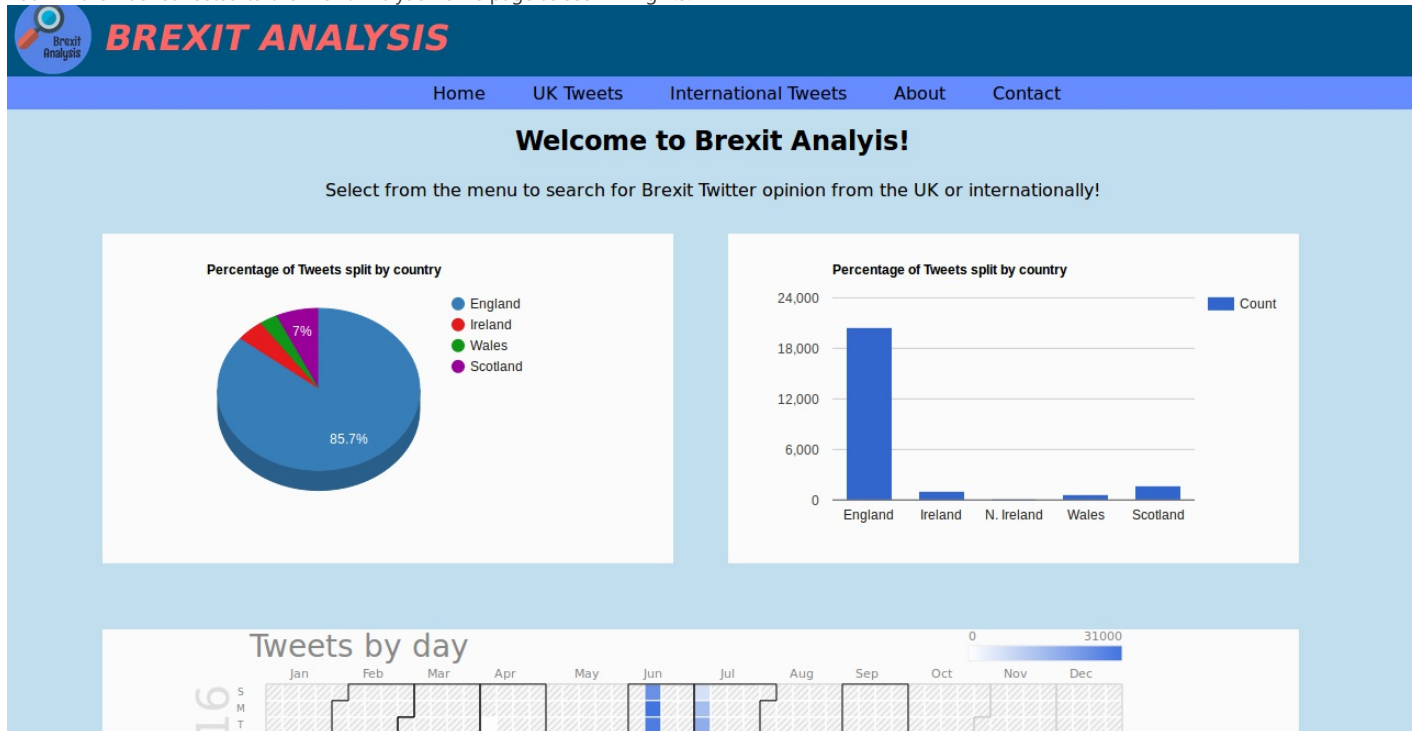 Brexit
Analysis
BREXIT ANALYSIS
Home UK Tweets International Tweets About Contact
Welcome to Brexit Analyis!
Select from the menu to search for Brexit Twitter opinion from the UK or internationally!
Percentage of Tweets split by country
England
Ireland
Wales
Scotland
7%
85.7%
Percentage of Tweets split by country
24,000
18,000
12,000
6,000
0
England Ireland N. Ireland Wales Scotland
Count
Tweets by day
0 31000
Jan Feb Mar Apr May Jun Jul Aug Sep Oct Nov Dec
S
M
T